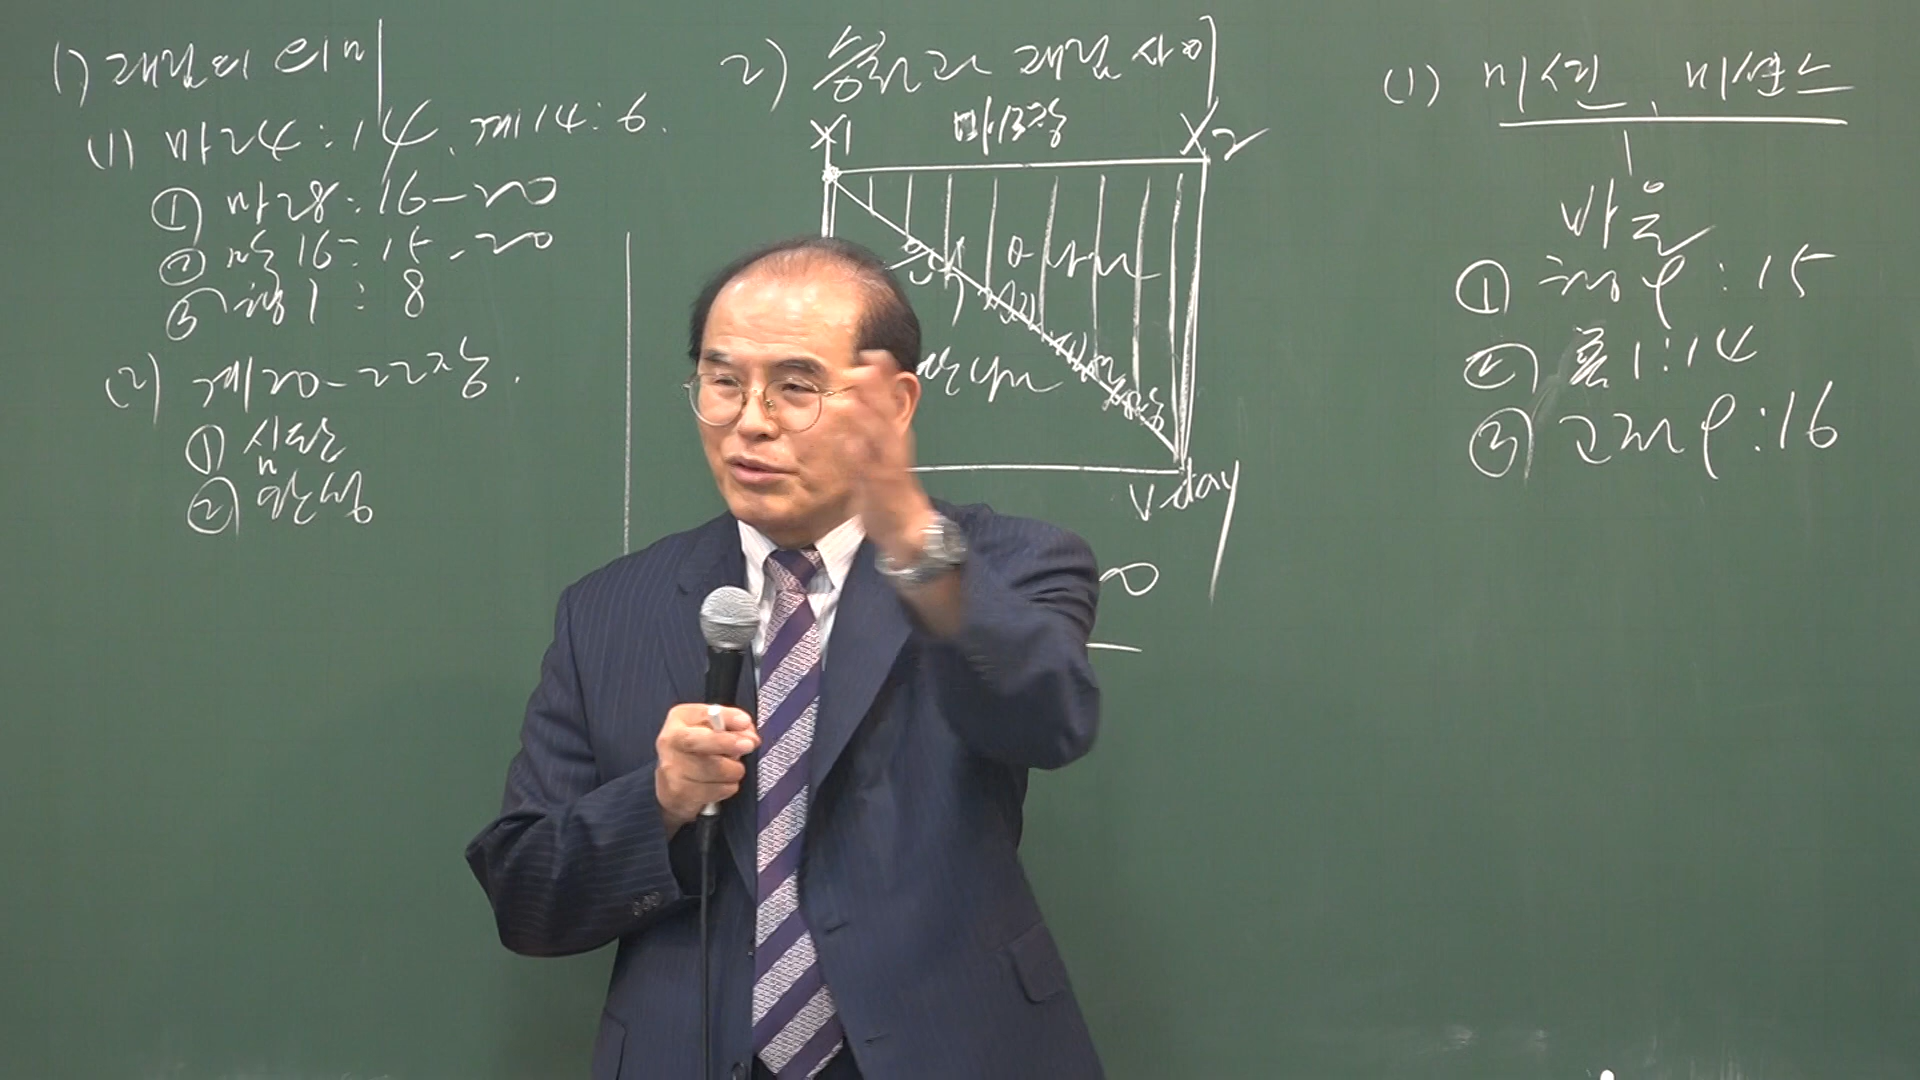 1) 재림의 의미
(1) 마24:14, 계14:6.
① 마28:16-20
② 막16:15-20
③ 행1:8
(2) 계20-22장.
① 심판
② 완성
2) 승천과 재림 사이
X1 마13장 X2
아나
V-day
(1) 미션, 미션스
바울
① 행9:15
② 롬1:14
③ 고전9:16